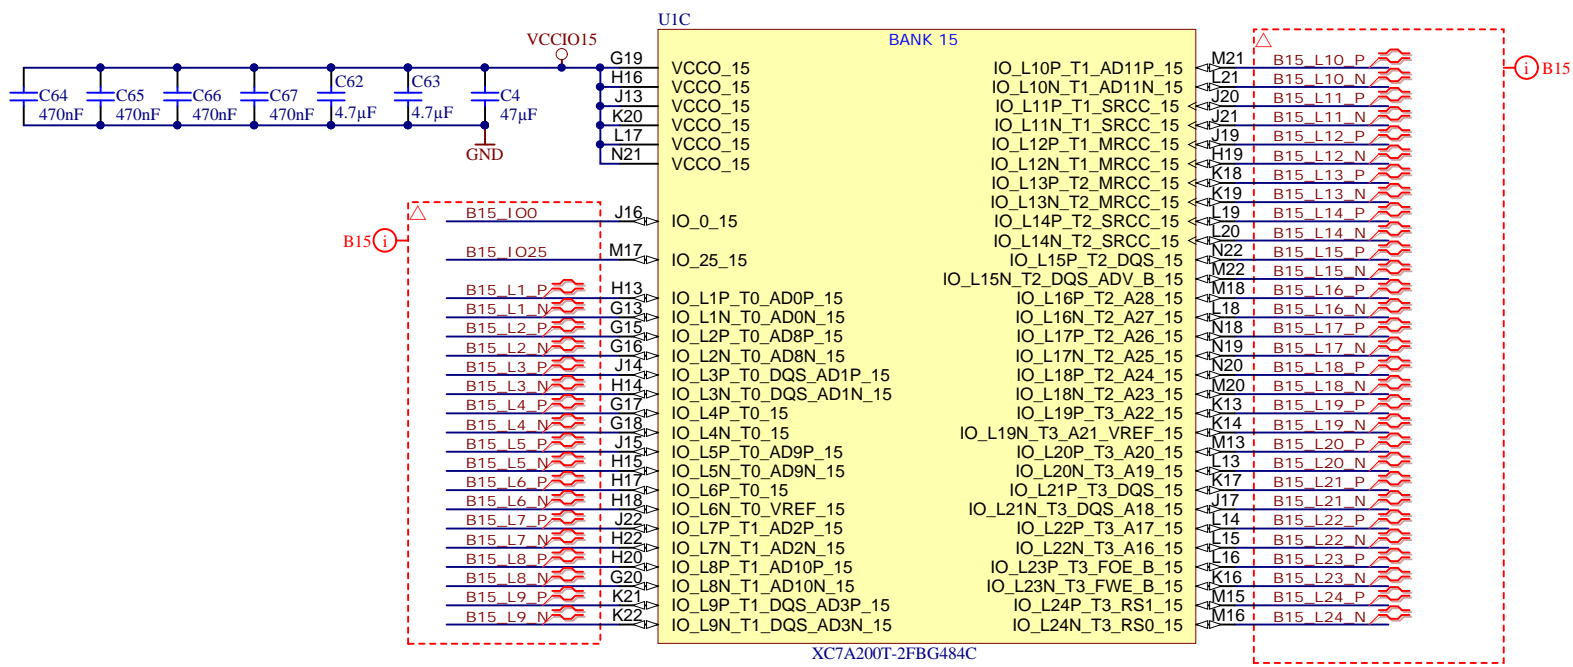 U1C
BANK 15
VCCIO15
C64 470nF
C65 470nF
C66 470nF
C67 470nF
C62 4.7µF
C63 4.7µF
C4 47µF
GND
G19 VCCO_15
H16 VCCO_15
J13 VCCO_15
K20 VCCO_15
L17 VCCO_15
N21 VCCO_15
B15 i
B15_IO0 J16 IO_0_15
B15_IO25 M17 IO_25_15
B15_L1_P H13 IO_L1P_T0_AD0P_15
B15_L1_N G13 IO_L1N_T0_AD0N_15
B15_L2_P G15 IO_L2P_T0_AD8P_15
B15_L2_N G16 IO_L2N_T0_AD8N_15
B15_L3_P J14 IO_L3P_T0_DQS_AD1P_15
B15_L3_N H14 IO_L3N_T0_DQS_AD1N_15
B15_L4_P G17 IO_L4P_T0_15
B15_L4_N G18 IO_L4N_T0_15
B15_L5_P J15 IO_L5P_T0_AD9P_15
B15_L5_N H15 IO_L5N_T0_AD9N_15
B15_L6_P H17 IO_L6P_T0_15
B15_L6_N H18 IO_L6N_T0_VREF_15
B15_L7_P J22 IO_L7P_T1_AD2P_15
B15_L7_N H22 IO_L7N_T1_AD2N_15
B15_L8_P H20 IO_L8P_T1_AD10P_15
B15_L8_N G20 IO_L8N_T1_AD10N_15
B15_L9_P K21 IO_L9P_T1_DQS_AD3P_15
B15_L9_N K22 IO_L9N_T1_DQS_AD3N_15
IO_L10P_T1_AD11P_15 M21 B15_L10_P
IO_L10N_T1_AD11N_15 L21 B15_L10_N
IO_L11P_T1_SRCC_15 J20 B15_L11_P
IO_L11N_T1_SRCC_15 J21 B15_L11_N
IO_L12P_T1_MRCC_15 J19 B15_L12_P
IO_L12N_T1_MRCC_15 H19 B15_L12_N
IO_L13P_T2_MRCC_15 K18 B15_L13_P
IO_L13N_T2_MRCC_15 K19 B15_L13_N
IO_L14P_T2_SRCC_15 L19 B15_L14_P
IO_L14N_T2_SRCC_15 L20 B15_L14_N
IO_L15P_T2_DQS_15 N22 B15_L15_P
IO_L15N_T2_DQS_ADV_B_15 M22 B15_L15_N
IO_L16P_T2_A28_15 M18 B15_L16_P
IO_L16N_T2_A27_15 L18 B15_L16_N
IO_L17P_T2_A26_15 N18 B15_L17_P
IO_L17N_T2_A25_15 N19 B15_L17_N
IO_L18P_T2_A24_15 N20 B15_L18_P
IO_L18N_T2_A23_15 M20 B15_L18_N
IO_L19P_T3_A22_15 K13 B15_L19_P
IO_L19N_T3_A21_VREF_15 K14 B15_L19_N
IO_L20P_T3_A20_15 M13 B15_L20_P
IO_L20N_T3_A19_15 L13 B15_L20_N
IO_L21P_T3_DQS_15 K17 B15_L21_P
IO_L21N_T3_DQS_A18_15 J17 B15_L21_N
IO_L22P_T3_A17_15 L14 B15_L22_P
IO_L22N_T3_A16_15 L15 B15_L22_N
IO_L23P_T3_FOE_B_15 L16 B15_L23_P
IO_L23N_T3_FWE_B_15 K16 B15_L23_N
IO_L24P_T3_RS1_15 M15 B15_L24_P
IO_L24N_T3_RS0_15 M16 B15_L24_N
i B15
XC7A200T-2FBG484C